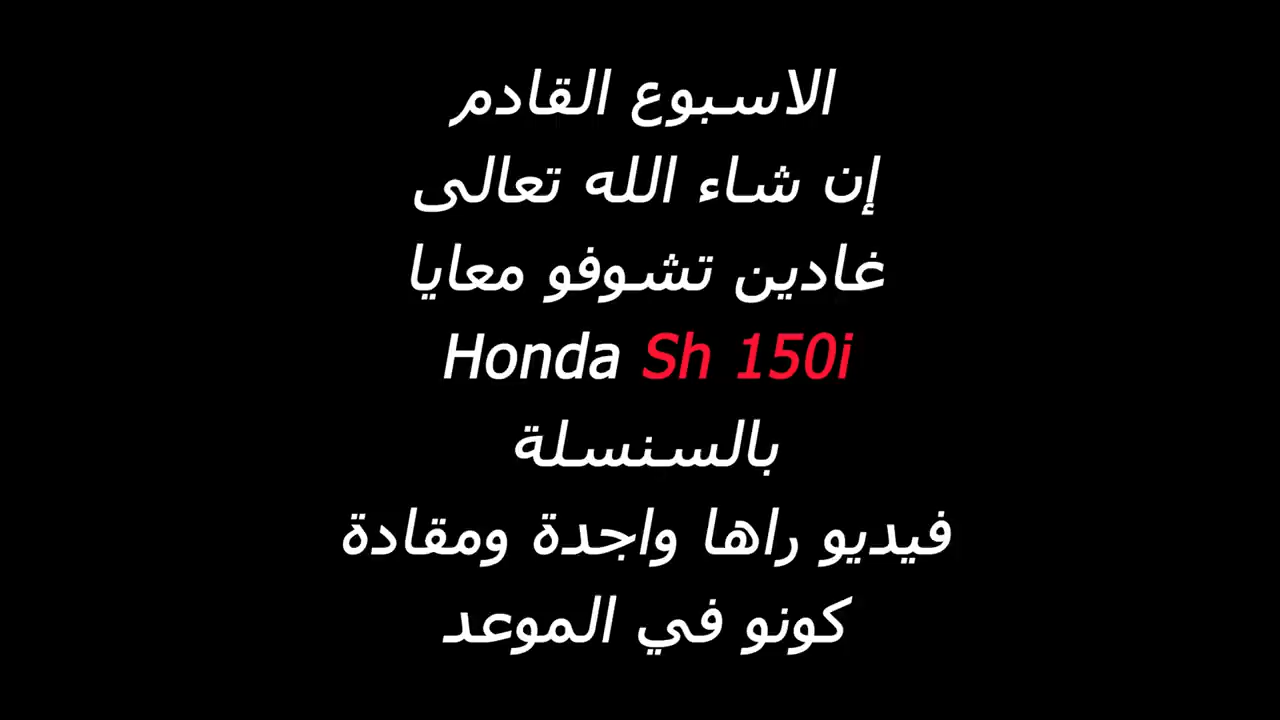 الاسبوع القادم
إن شاء الله تعالى
غادين تشوفو معايا
Honda Sh 150i
بالسنسلة
فيديو راها واجدة ومقادة
كونو في الموعد